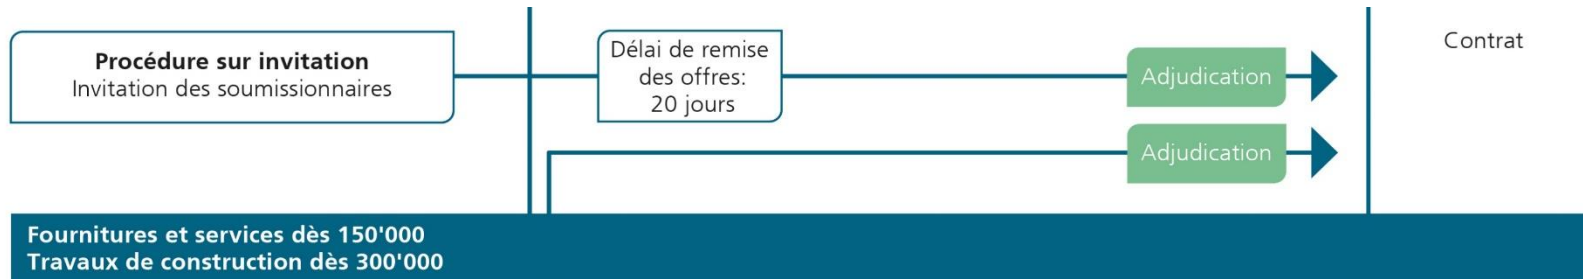 Procédure sur invitation
Invitation des soumissionnaires
Délai de remise
des offres:
20 jours
Adjudication
Contrat
Adjudication
Fournitures et services dès 150'000
Travaux de construction dès 300'000